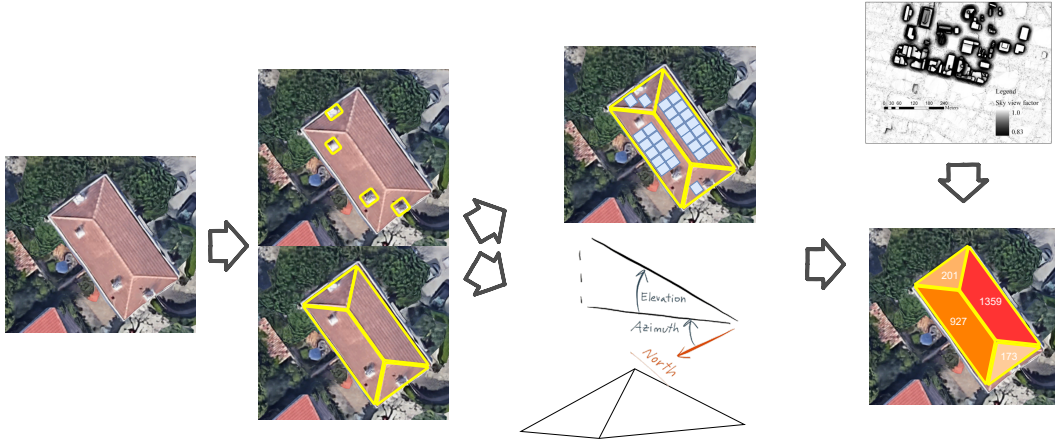 Legend
Sky view factor
1.0
0.83
0 30 60 120 180 240
Meters
Elevation
Azimuth
North
201
1359
927
173